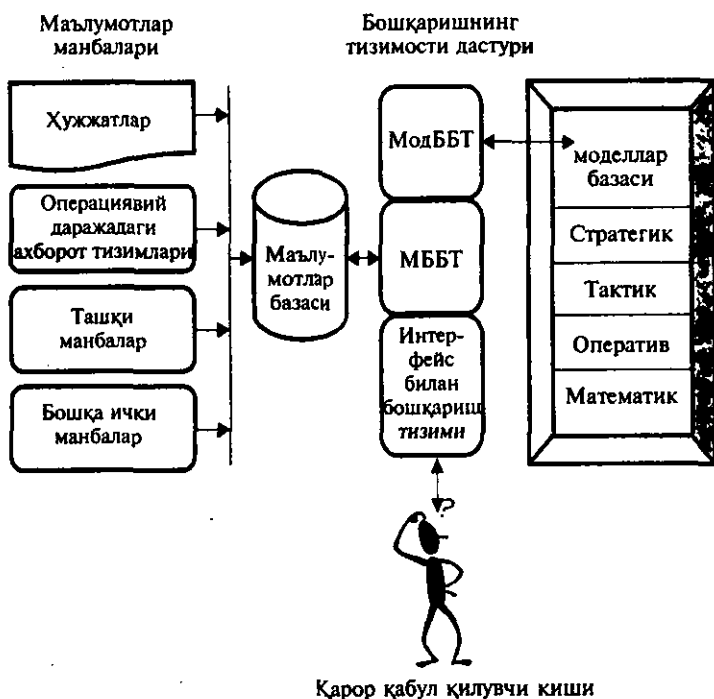 Маълумотлар
манбалари
Бошқаришнинг
тизимости дастури
Ҳужжатлар
Операциявий
даражадаги
ахборот тизимлари
Ташқи
манбалар
Бошқа ички
манбалар
Маълу-
мотлар
базаси
МодББТ
МББТ
Интер-
фейс
билан
бошқариш
тизими
моделлар
базаси
Стратегик
Тактик
Оператив
Математик
?
Қарор қабул қилувчи киши